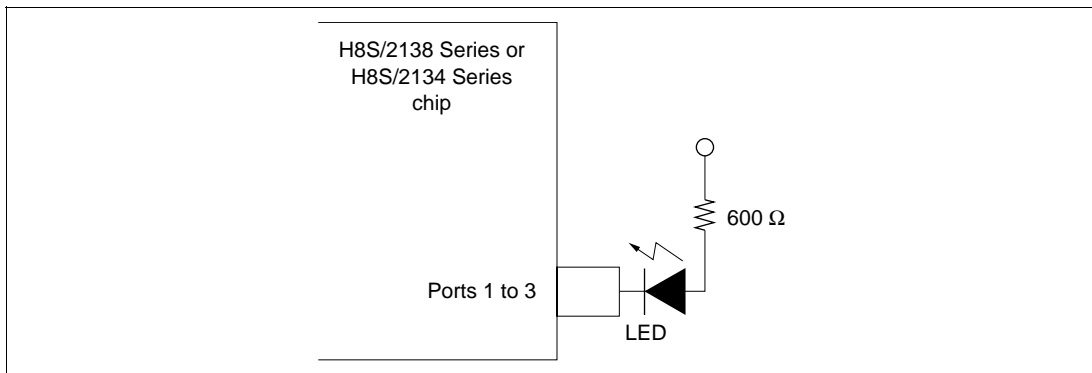 H8S/2138 Series or
H8S/2134 Series
chip
600 Ω
Ports 1 to 3
LED